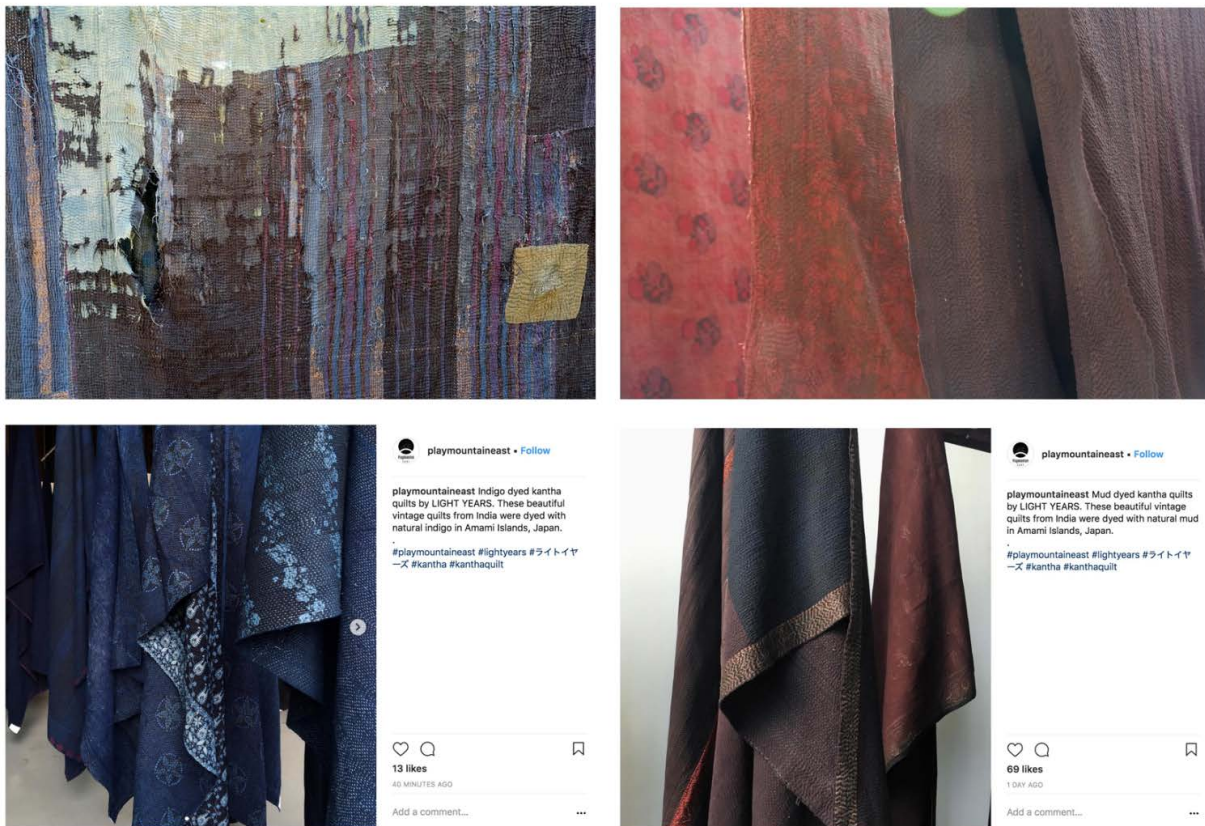 playmountaineast • Follow
playmountaineast Indigo dyed kantha
quilts by LIGHT YEARS. These beautiful
vintage quilts from India were dyed with
natural indigo in Amami Islands, Japan.
.
#playmountaineast #lightyears #ライトイヤ
ーズ #kantha #kanthaquilt
13 likes
40 MINUTES AGO
Add a comment...
playmountaineast • Follow
playmountaineast Mud dyed kantha quilts
by LIGHT YEARS. These beautiful vintage
quilts from India were dyed with natural mud
in Amami Islands, Japan.
.
#playmountaineast #lightyears #ライトイヤ
ーズ #kantha #kanthaquilt
69 likes
1 DAY AGO
Add a comment...